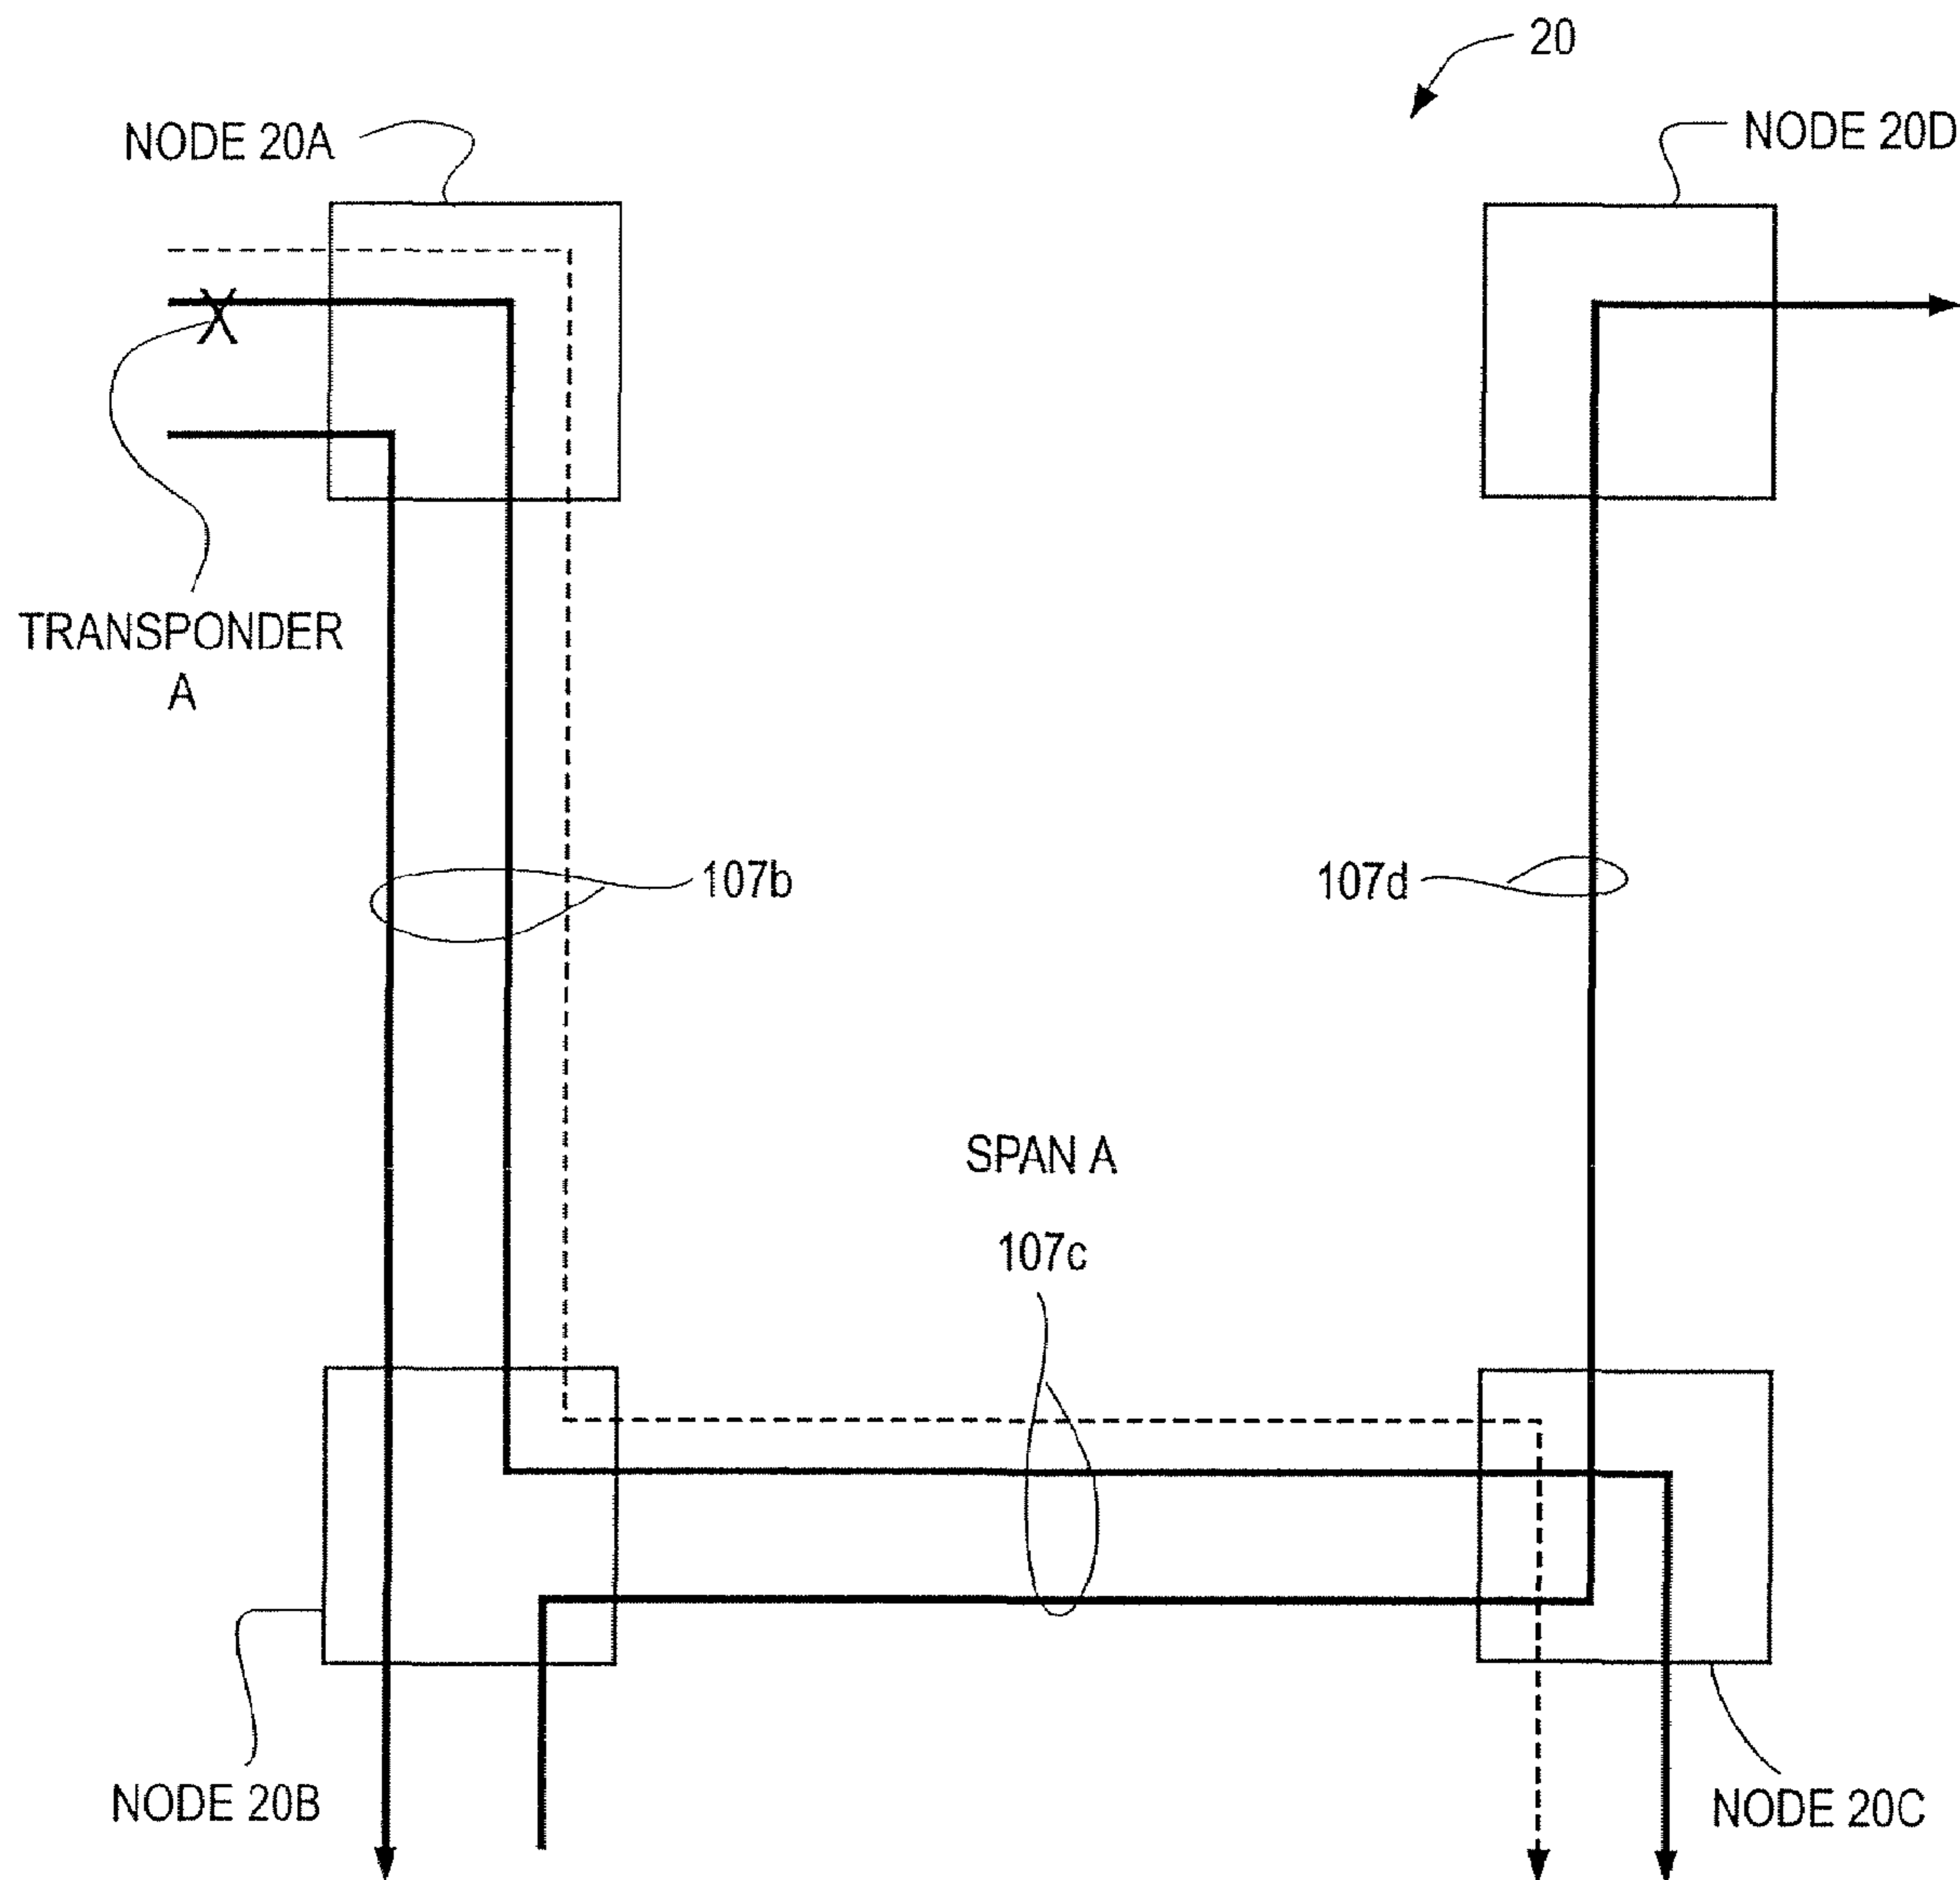 20
NODE 20A
NODE 20D
TRANSPONDER
A
107b
107d
SPAN A
107c
NODE 20B
NODE 20C